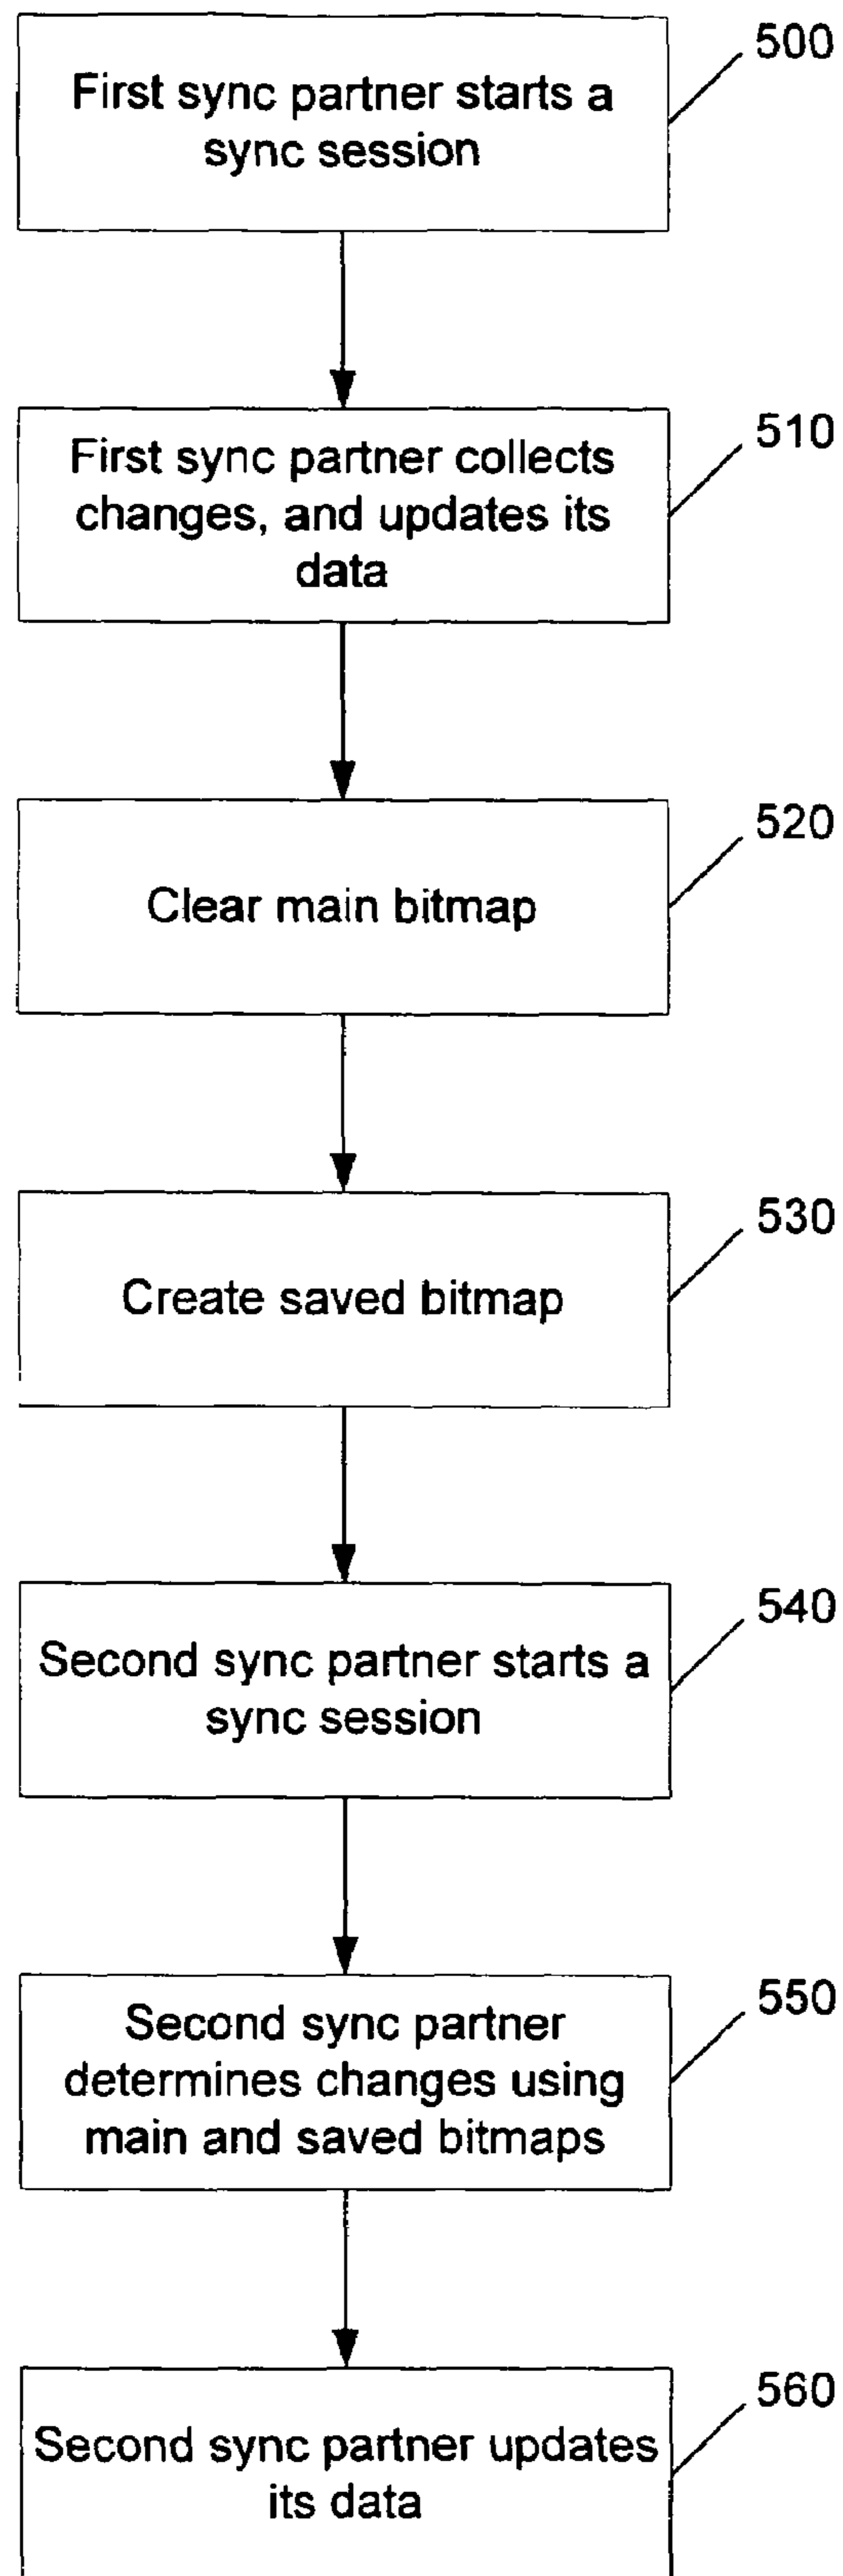 500
First sync partner starts a
sync session
510
First sync partner collects
changes, and updates its
data
520
Clear main bitmap
530
Create saved bitmap
540
Second sync partner starts a
sync session
550
Second sync partner
determines changes using
main and saved bitmaps
560
Second sync partner updates
its data